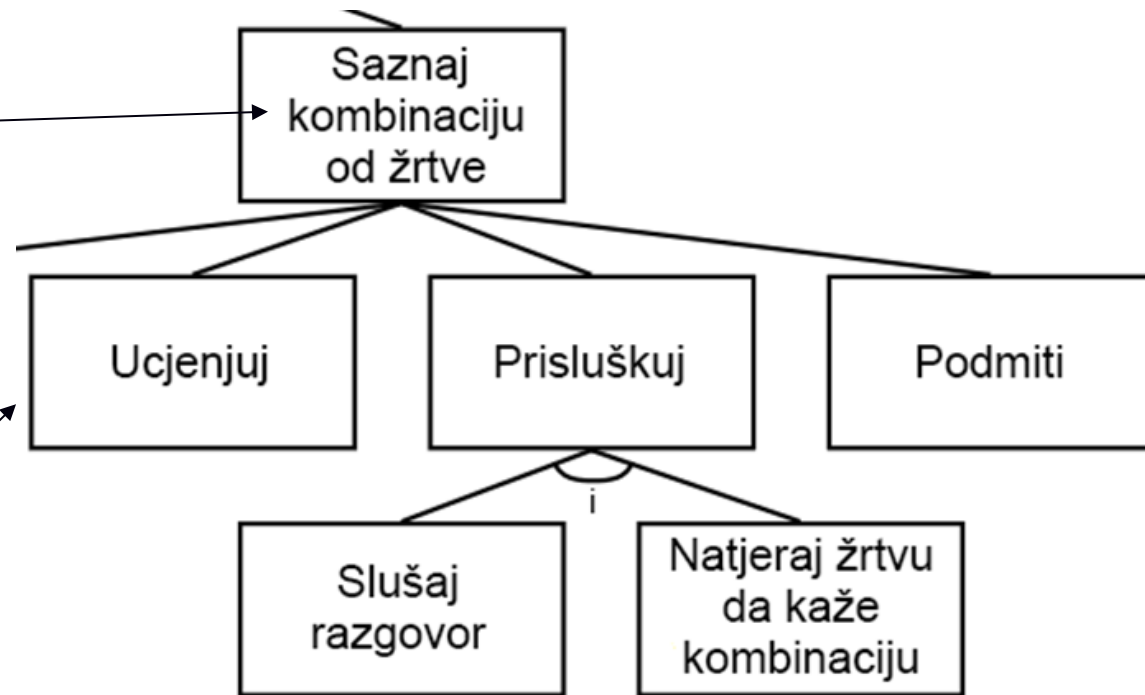 Saznaj
kombinaciju
od žrtve
Ucjenjuj
Prisluškuj
Podmiti
i
Slušaj
razgovor
Natjeraj žrtvu
da kaže
kombinaciju